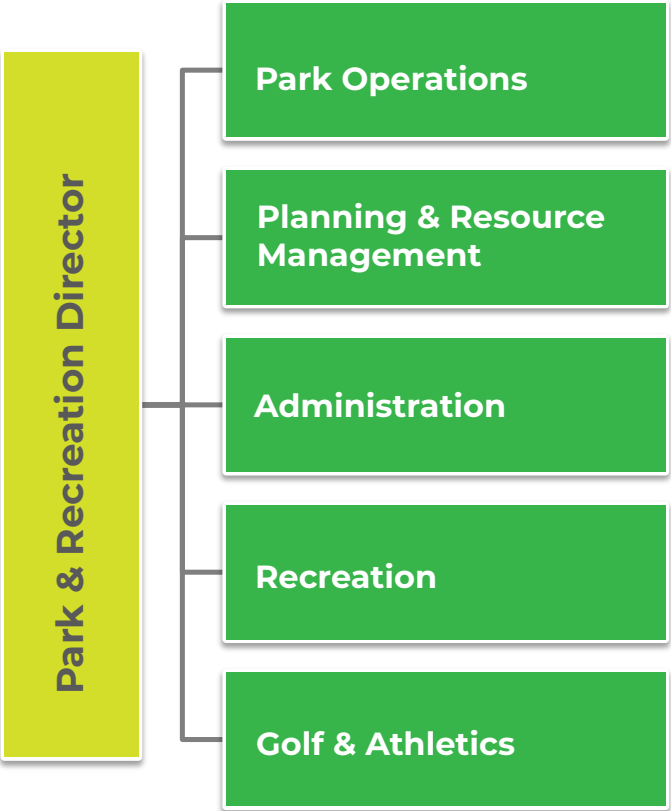 Park & Recreation Director
Park Operations
Planning & Resource
Management
Administration
Recreation
Golf & Athletics